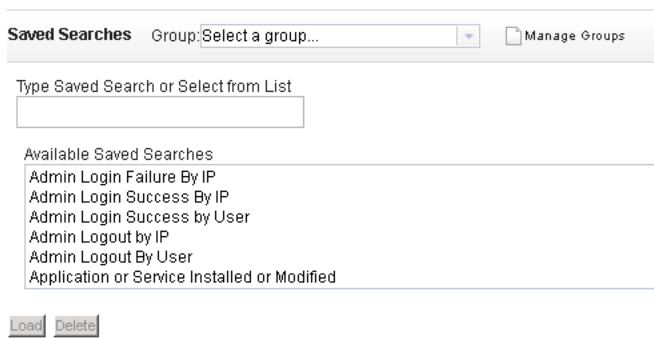 Saved Searches Group: Select a group... Manage Groups
Type Saved Search or Select from List
Available Saved Searches
Admin Login Failure By IP
Admin Login Success By IP
Admin Login Success by User
Admin Logout by IP
Admin Logout By User
Application or Service Installed or Modified
Load Delete